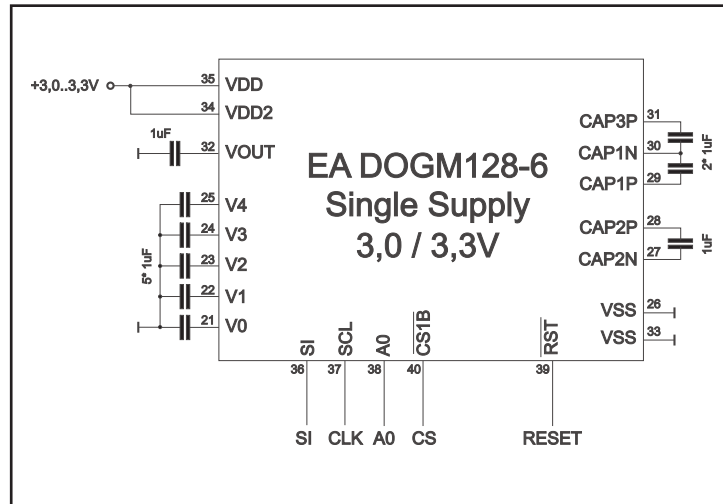 +3,0..3,3V
35 VDD
34 VDD2
1uF
32 VOUT
25 V4
24 V3
23 V2
22 V1
21 V0
5* 1uF
EA DOGM128-6
Single Supply
3,0 / 3,3V
CAP3P 31
CAP1N 30
CAP1P 29
2* 1uF
CAP2P 28
CAP2N 27
1uF
VSS 26
VSS 33
SI SCL A0 CS1B RST
36 37 38 40 39
SI CLK A0 CS RESET